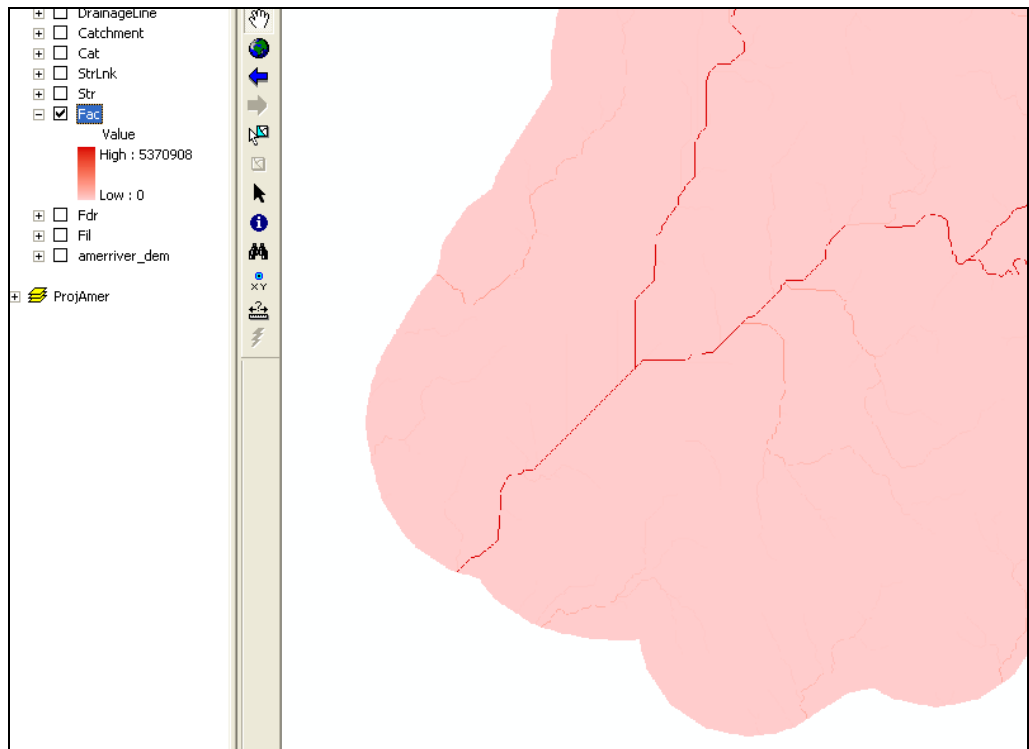 DrainageLine
Catchment
Cat
StrLnk
Str
Fac
Value
High : 5370908
Low : 0
Fdr
Fil
amerriver_dem
ProjAmer
XY